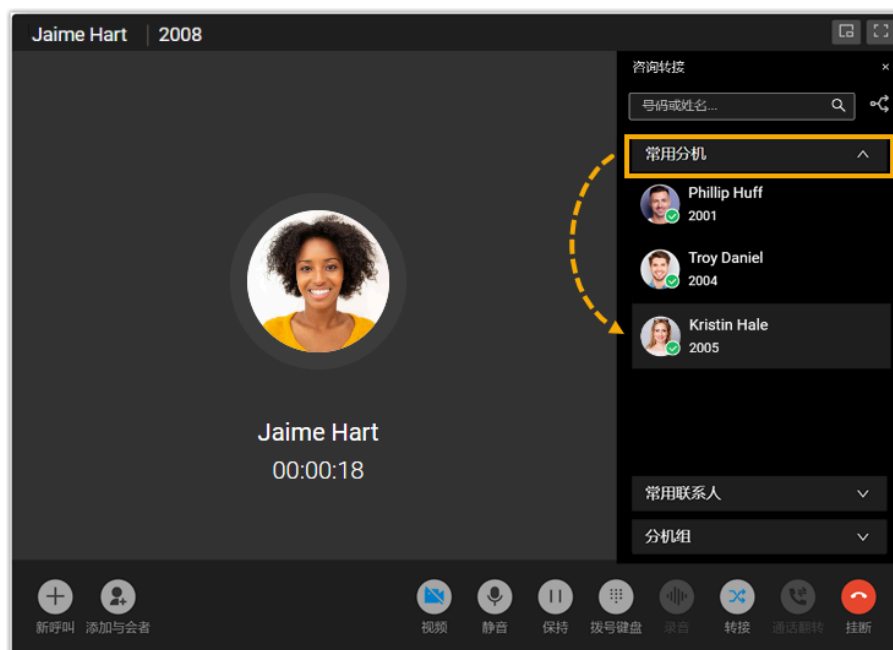 Jaime Hart 2008
咨询转接
号码或姓名...
常用分机
Phillip Huff
2001
Troy Daniel
2004
Kristin Hale
2005
Jaime Hart
00:00:18
常用联系人
分机组
新呼叫 添加与会者 视频 静音 保持 拨号键盘 录音 转接 通话翻转 挂断